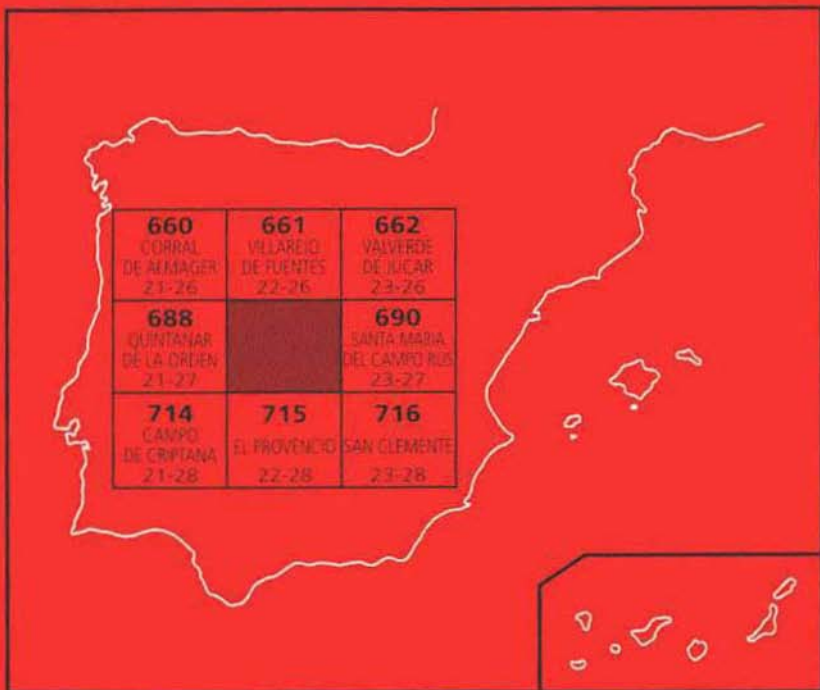 660
CORRAL
DE ALMAGER
21-26
661
VILLAREJO
DE FUENTES
22-26
662
VALVERDE
DE JUCAR
23-26
688
QUINTANAR
DE LA ORDEN
21-27
690
SANTA MARIA
DEL CAMPO RUS
23-27
714
CAMPO
DE CRIPTANA
21-28
715
EL PROVENCIO
22-28
716
SAN CLEMENTE
23-28